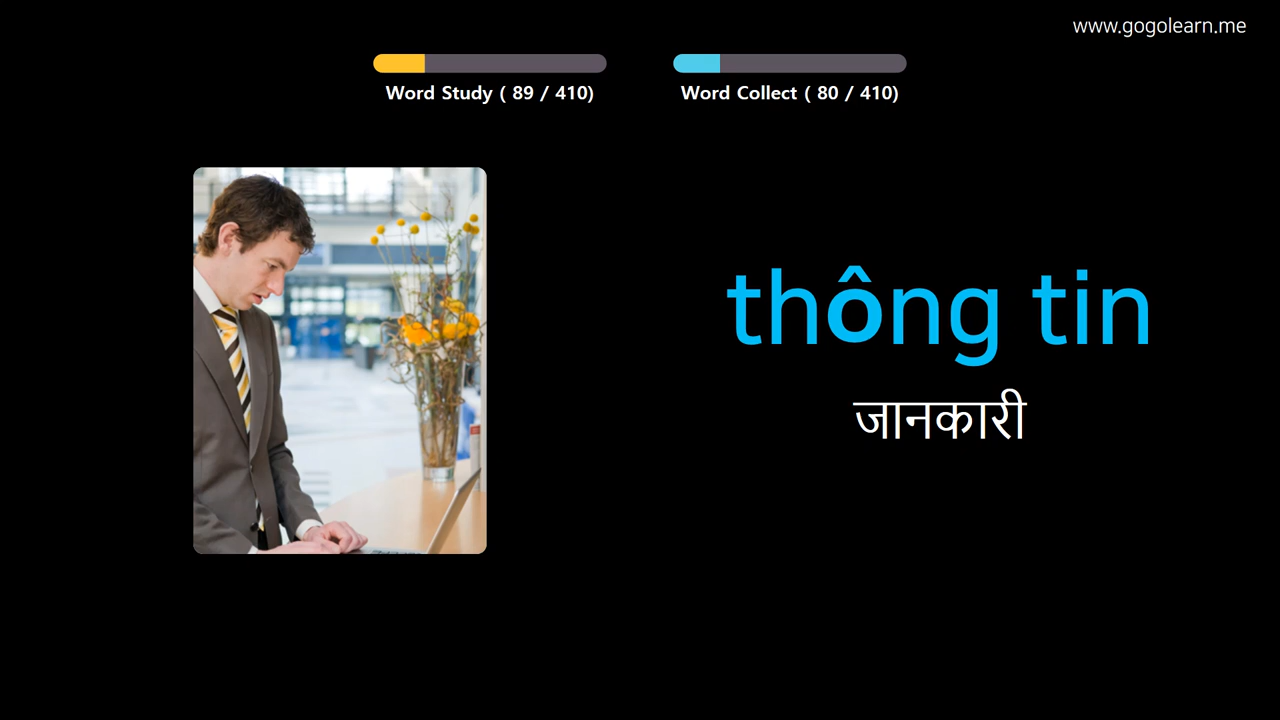 www.gogolearn.me
Word Study ( 89 / 410)
Word Collect ( 80 / 410)
thông tin
जानकारी